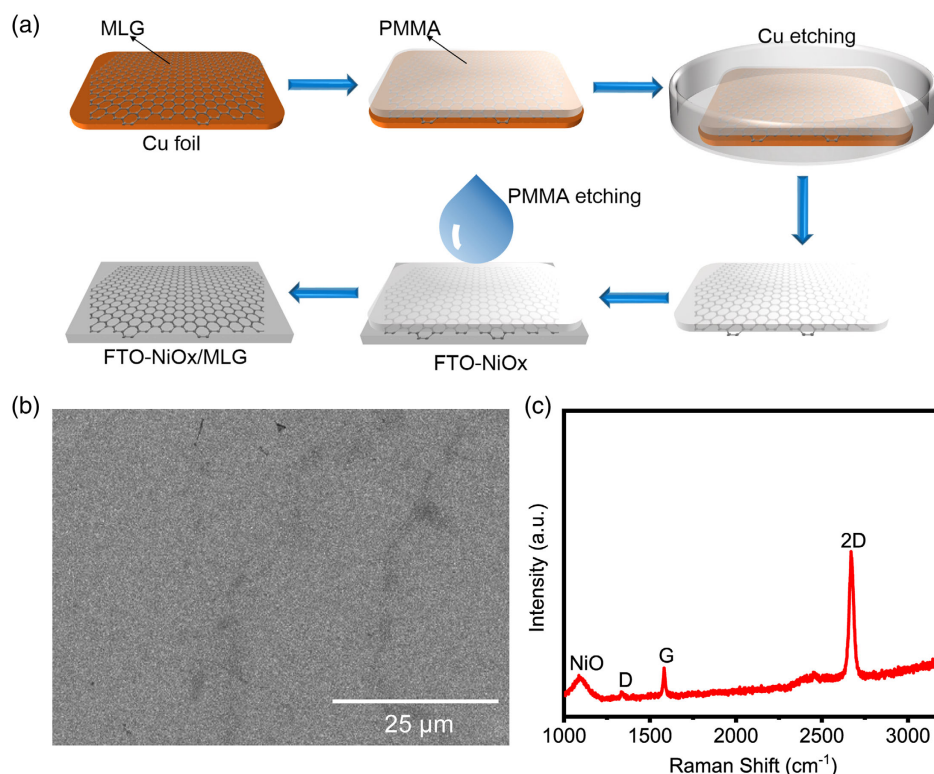 (a)
MLG
PMMA
Cu etching
Cu foil
PMMA etching
FTO-NiOx/MLG
FTO-NiOx
(b)
25 μm
(c)
Intensity (a.u.)
NiO
D
G
2D
1000 1500 2000 2500 3000
Raman Shift (cm⁻¹)